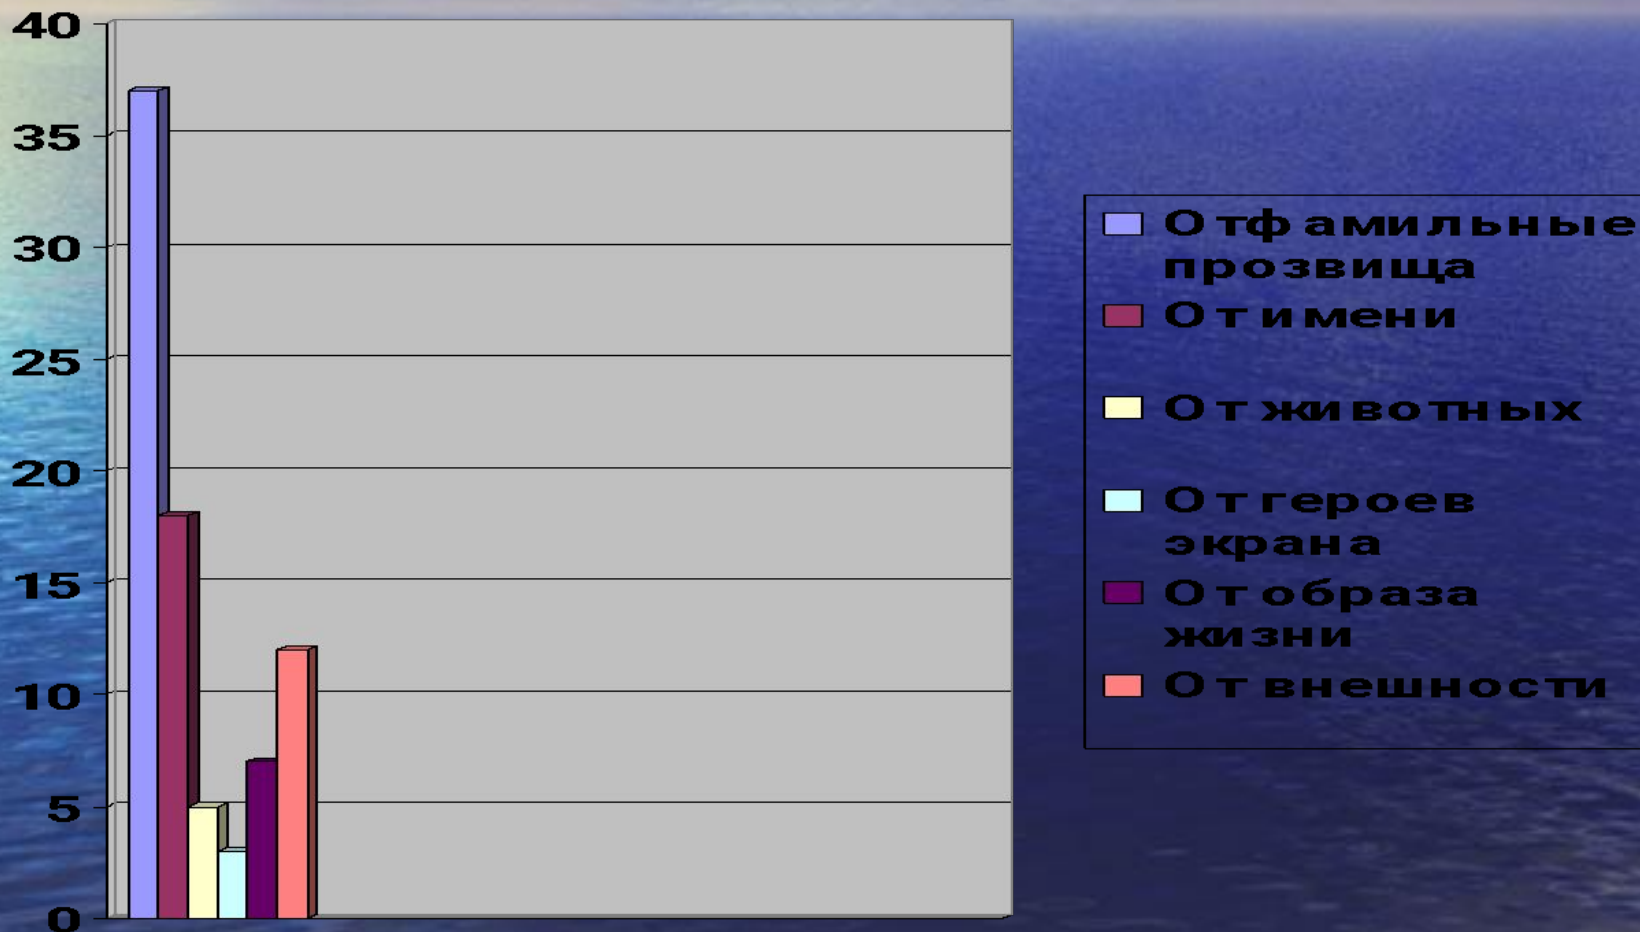 40
35
30
25
20
15
10
5
0
Отфамильные
прозвища
От имени
От животных
От героев
экрана
От образа
жизни
От внешности